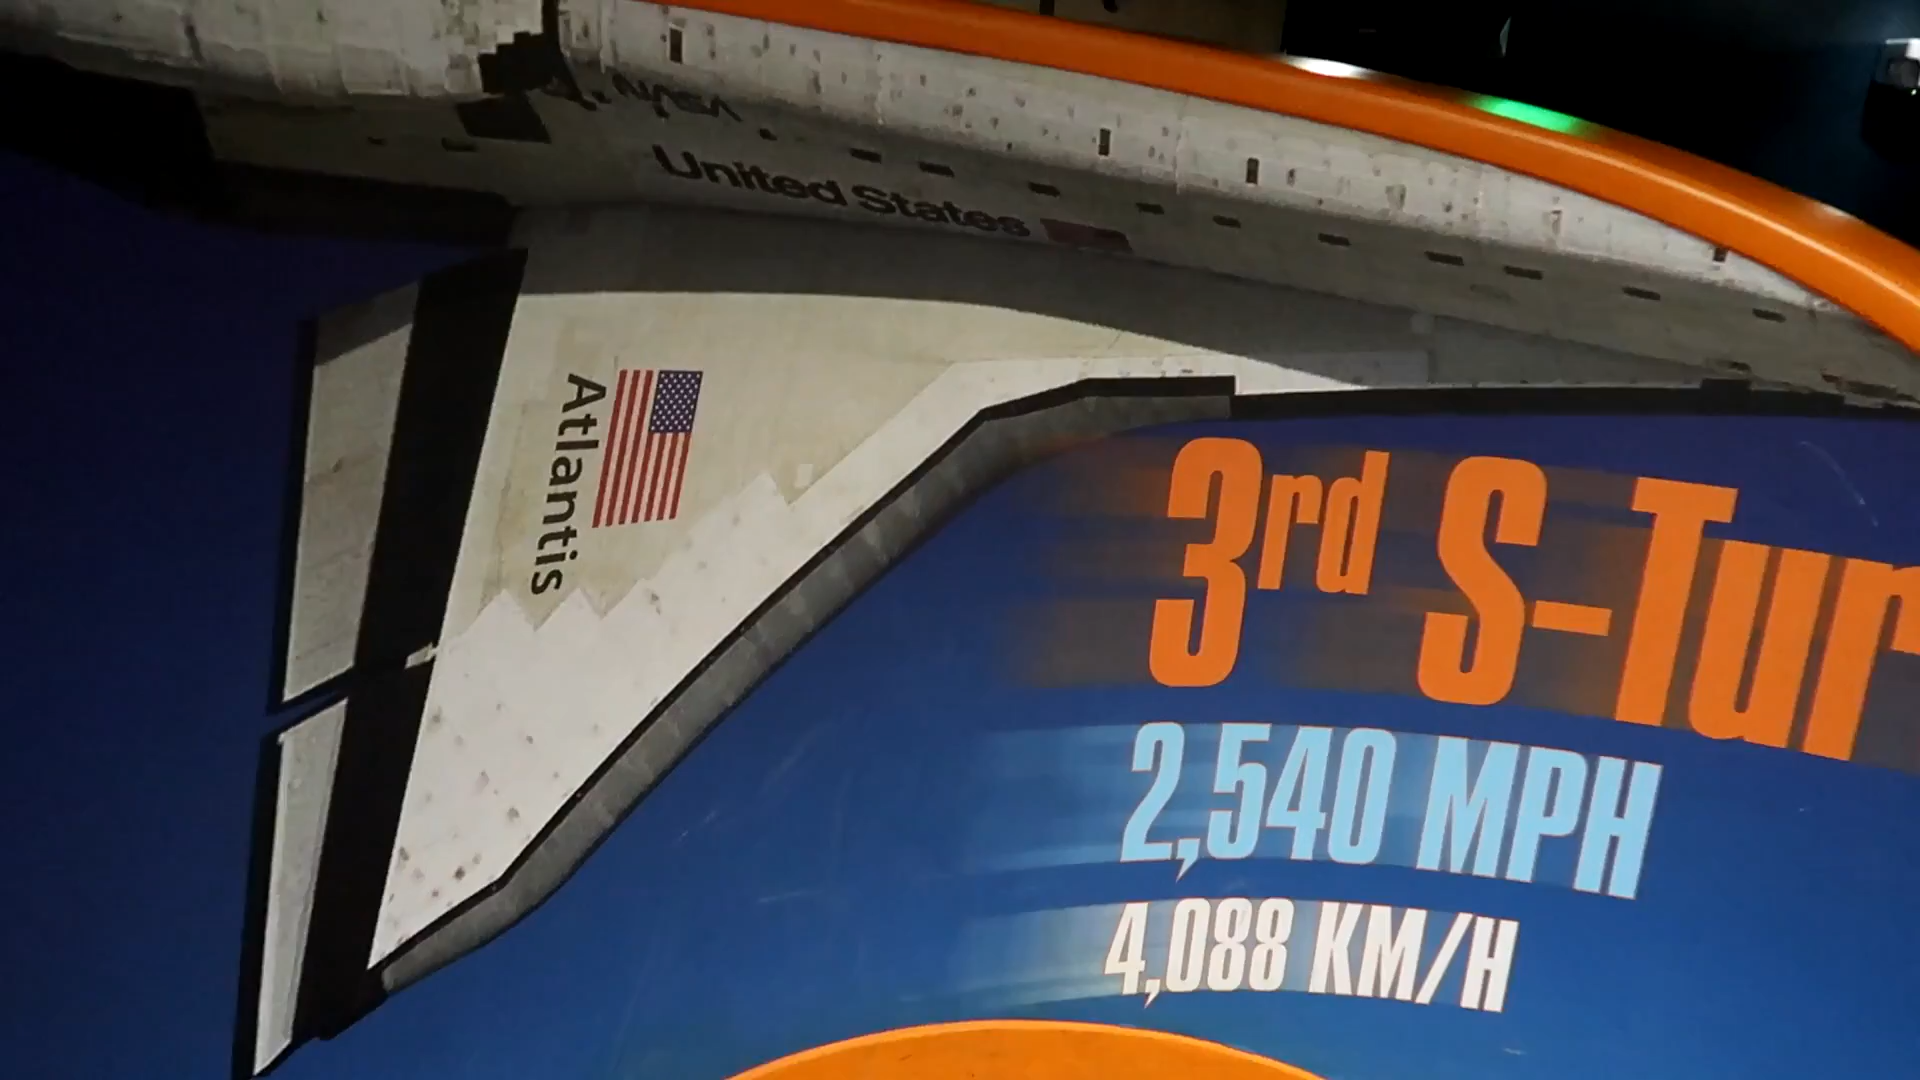 NASA
United States
Atlantis
3rd S-Tur
2,540 MPH
4,088 KM/H